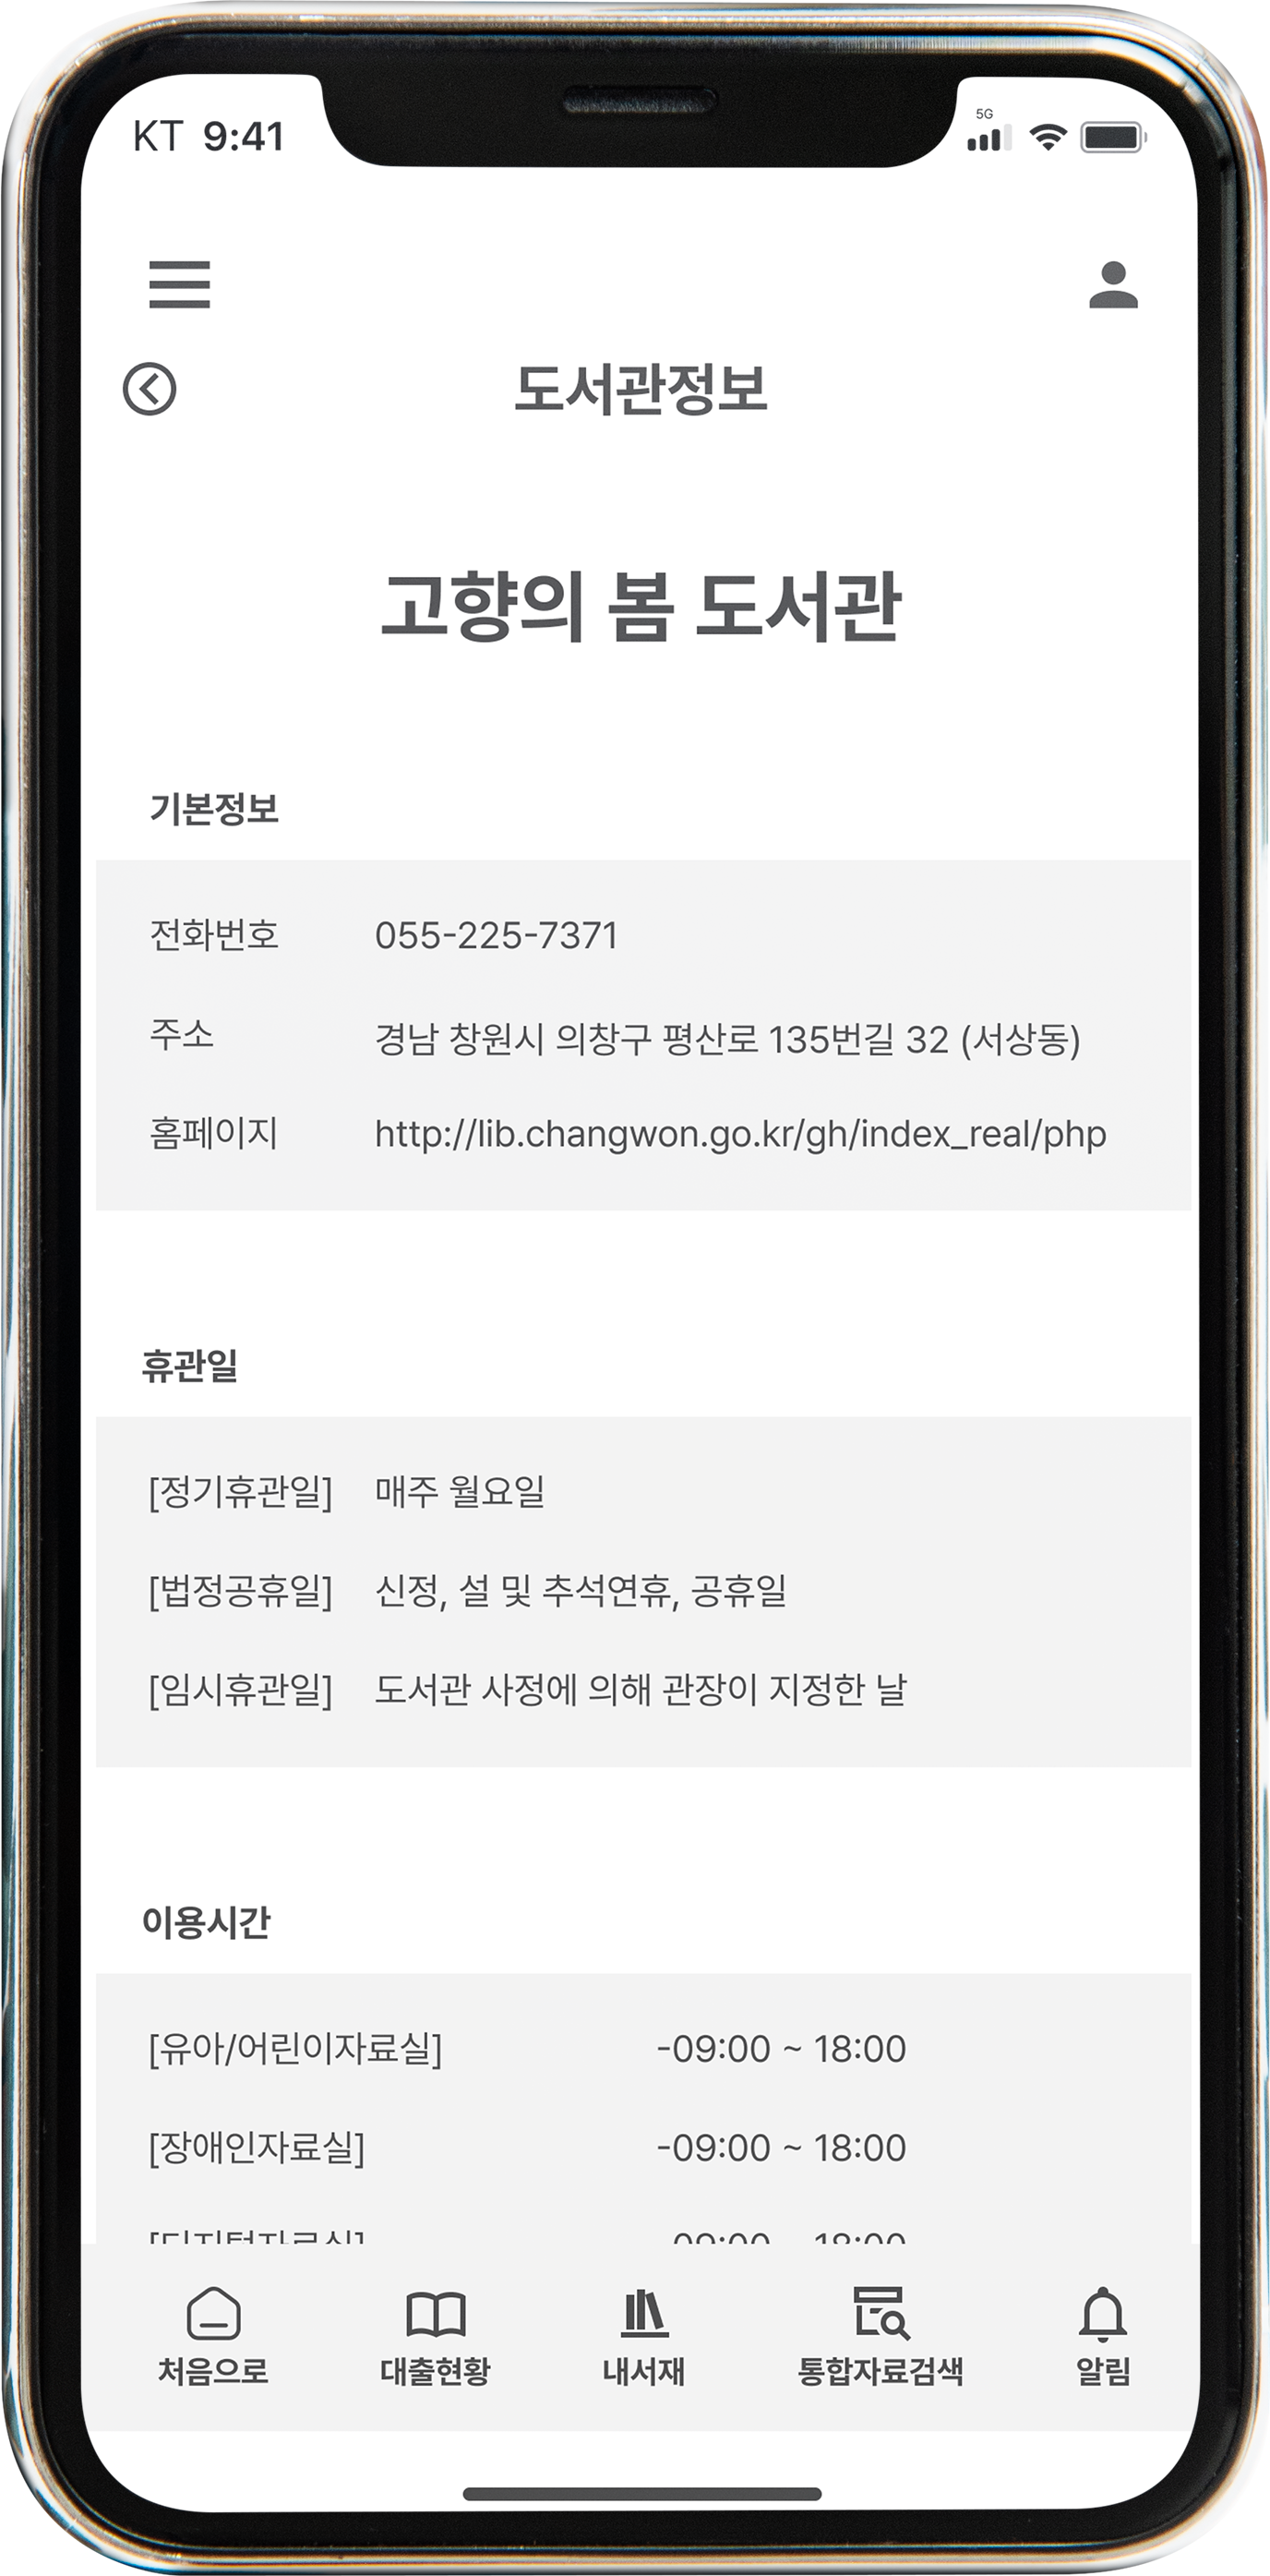 KT 9:41
5G
도서관정보
고향의 봄 도서관
기본정보
전화번호 055-225-7371
주소 경남 창원시 의창구 평산로 135번길 32 (서상동)
홈페이지 http://lib.changwon.go.kr/gh/index_real/php
휴관일
[정기휴관일] 매주 월요일
[법정공휴일] 신정, 설 및 추석연휴, 공휴일
[임시휴관일] 도서관 사정에 의해 관장이 지정한 날
이용시간
[유아/어린이자료실] -09:00 ~ 18:00
[장애인자료실] -09:00 ~ 18:00
처음으로 대출현황 내서재 통합자료검색 알림